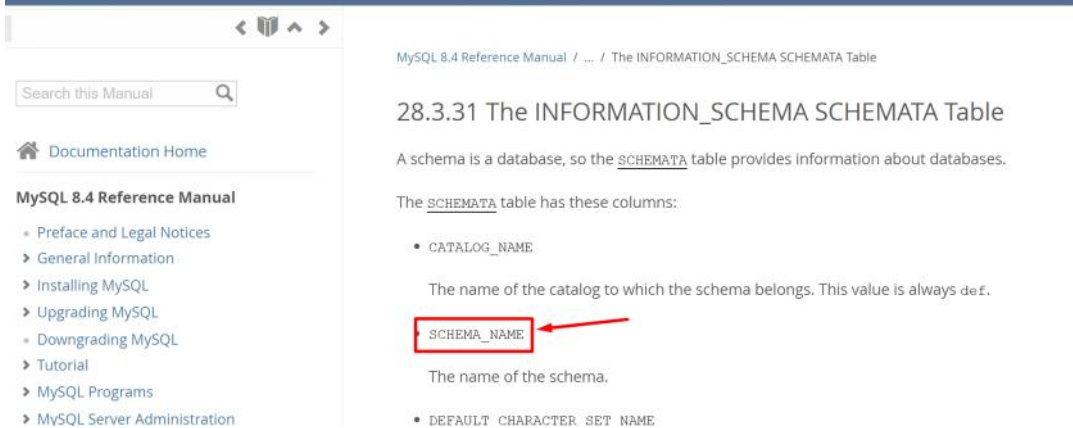 Search this Manual
Documentation Home
MySQL 8.4 Reference Manual
Preface and Legal Notices
General Information
Installing MySQL
Upgrading MySQL
Downgrading MySQL
Tutorial
MySQL Programs
MySQL Server Administration
MySQL 8.4 Reference Manual / ... / The INFORMATION_SCHEMA SCHEMATA Table
28.3.31 The INFORMATION_SCHEMA SCHEMATA Table
A schema is a database, so the SCHEMATA table provides information about databases.
The SCHEMATA table has these columns:
CATALOG_NAME
The name of the catalog to which the schema belongs. This value is always def.
SCHEMA_NAME
The name of the schema.
DEFAULT_CHARACTER_SET_NAME